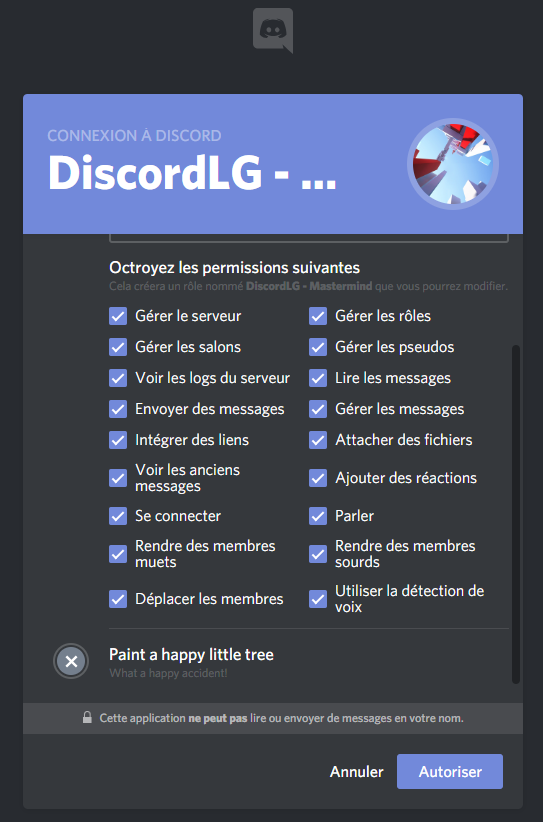 CONNEXION À DISCORD
DiscordLG - ...
Octroyez les permissions suivantes
Cela créera un rôle nommé DiscordLG - Mastermind que vous pourrez modifier.
Gérer le serveur
Gérer les rôles
Gérer les salons
Gérer les pseudos
Voir les logs du serveur
Lire les messages
Envoyer des messages
Gérer les messages
Intégrer des liens
Attacher des fichiers
Voir les anciens
messages
Ajouter des réactions
Se connecter
Parler
Rendre des membres
muets
Rendre des membres
sourds
Déplacer les membres
Utiliser la détection de
voix
Paint a happy little tree
What a happy accident!
Cette application ne peut pas lire ou envoyer de messages en votre nom.
Annuler
Autoriser